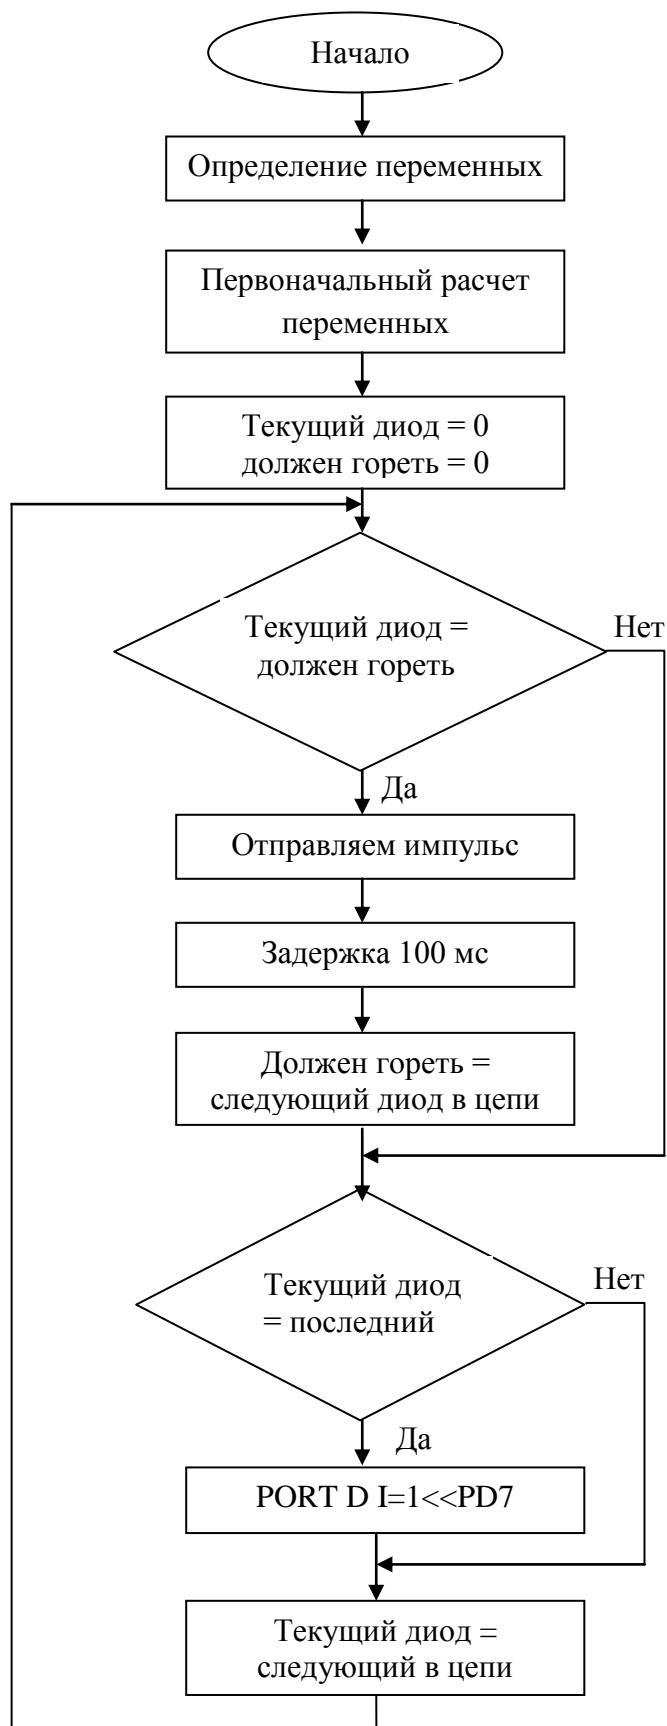 Начало
Определение переменных
Первоначальный расчет
переменных
Текущий диод = 0
должен гореть = 0
Текущий диод =
должен гореть
Нет
Да
Отправляем импульс
Задержка 100 мс
Должен гореть =
следующий диод в цепи
Текущий диод
= последний
Нет
Да
PORT D I=1<<PD7
Текущий диод =
следующий в цепи